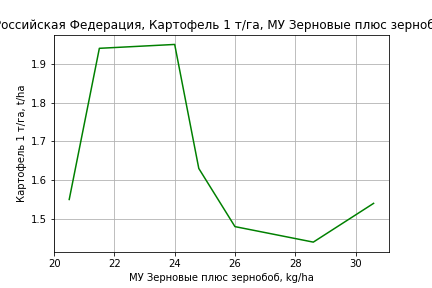 Российская Федерация, Картофель 1 т/га, МУ Зерновые плюс зерноб
1.9
1.8
1.7
1.6
1.5
Картофель 1 т/га, t/ha
20 22 24 26 28 30
МУ Зерновые плюс зернобоб, kg/ha